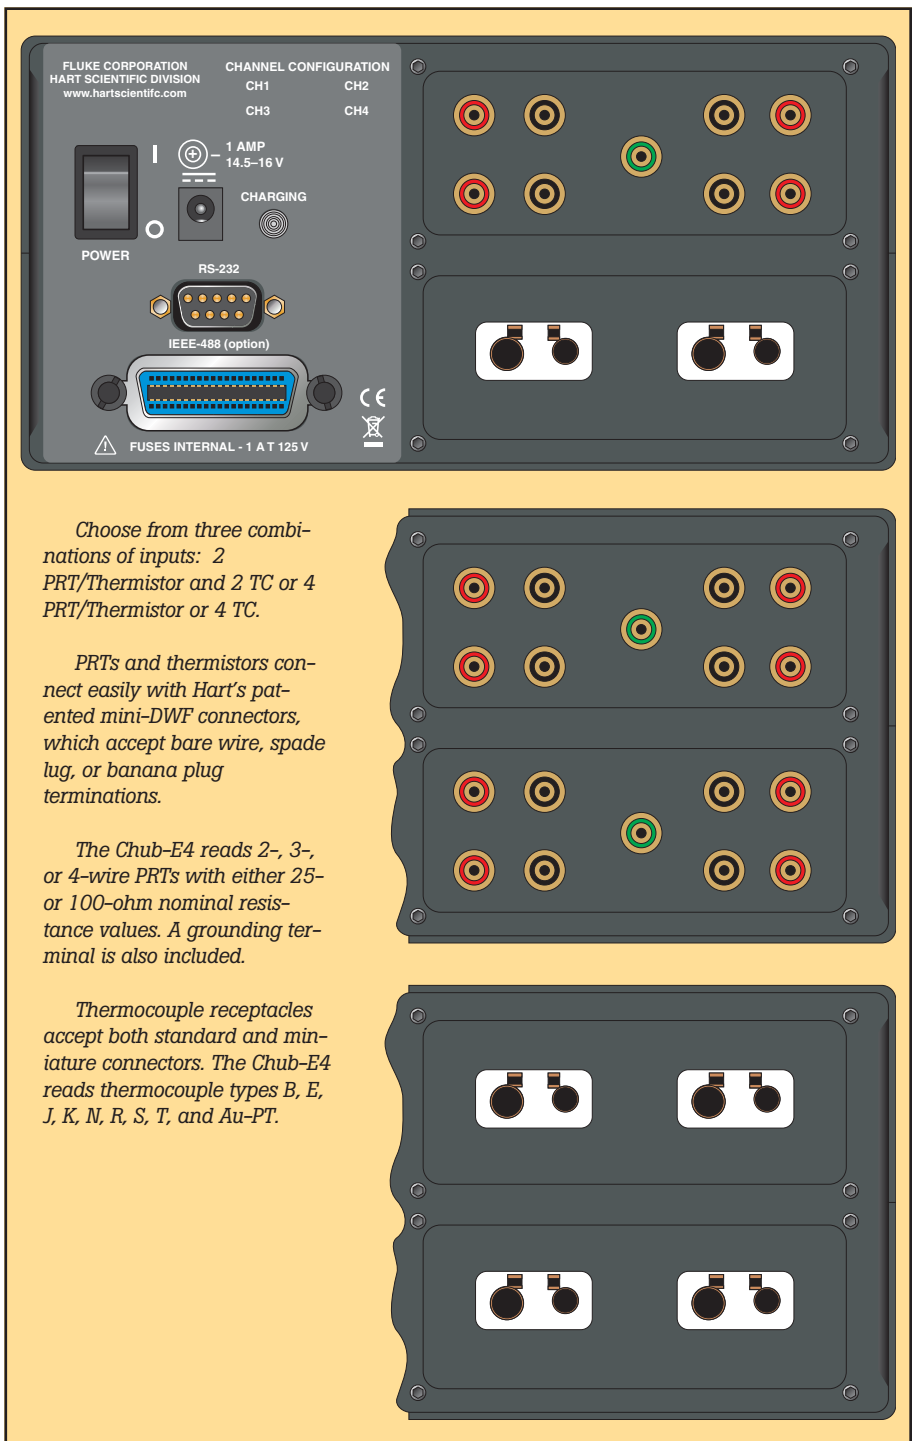 FLUKE CORPORATION
HART SCIENTIFIC DIVISION
www.hartscientifc.com
CHANNEL CONFIGURATION
CH1 CH2
CH3 CH4
1 AMP
14.5–16 V
CHARGING
POWER
RS-232
IEEE-488 (option)
CE
FUSES INTERNAL - 1 A T 125 V
Choose from three combi-
nations of inputs: 2
PRT/Thermistor and 2 TC or 4
PRT/Thermistor or 4 TC.
PRTs and thermistors con-
nect easily with Hart's pat-
ented mini-DWF connectors,
which accept bare wire, spade
lug, or banana plug
terminations.
The Chub-E4 reads 2-, 3-,
or 4-wire PRTs with either 25-
or 100-ohm nominal resis-
tance values. A grounding ter-
minal is also included.
Thermocouple receptacles
accept both standard and min-
iature connectors. The Chub-E4
reads thermocouple types B, E,
J, K, N, R, S, T, and Au-PT.